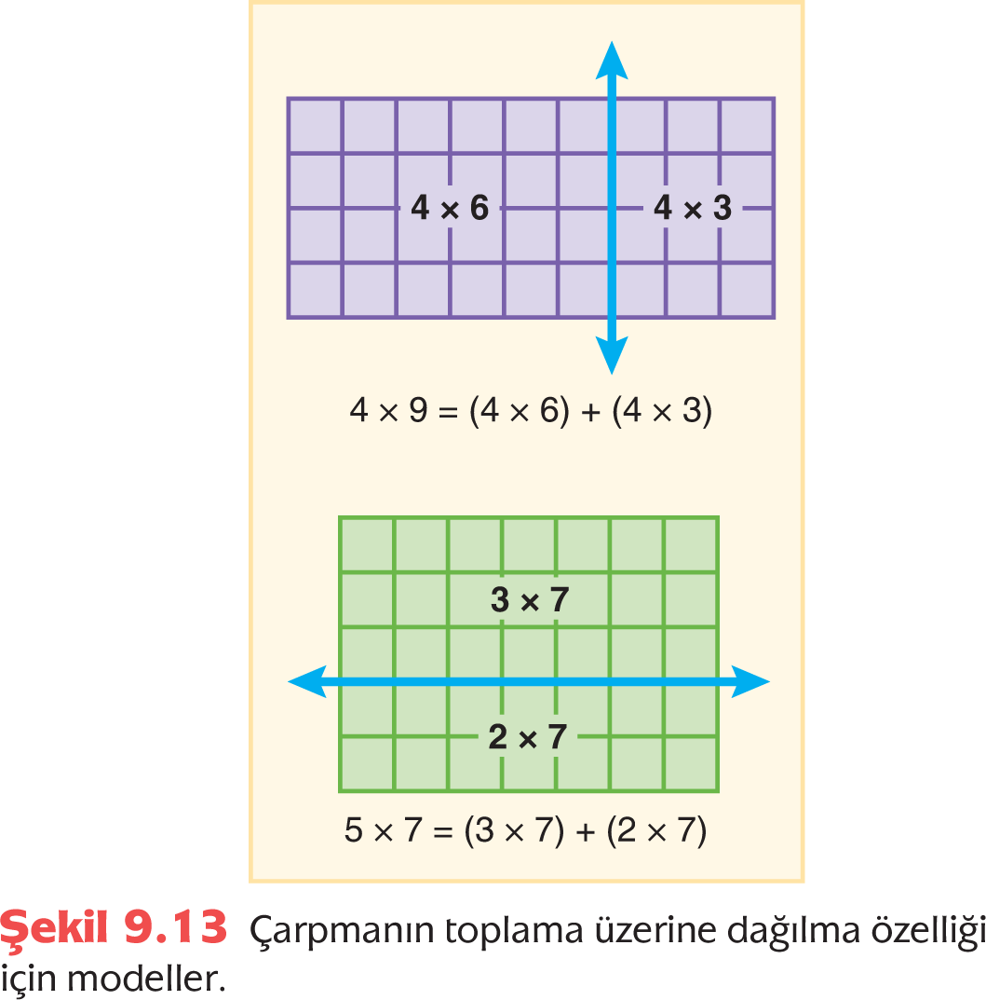 4 × 6 4 × 3
4 × 9 = (4 × 6) + (4 × 3)
3 × 7
2 × 7
5 × 7 = (3 × 7) + (2 × 7)
Şekil 9.13 Çarpmanın toplama üzerine dağılma özelliği
için modeller.